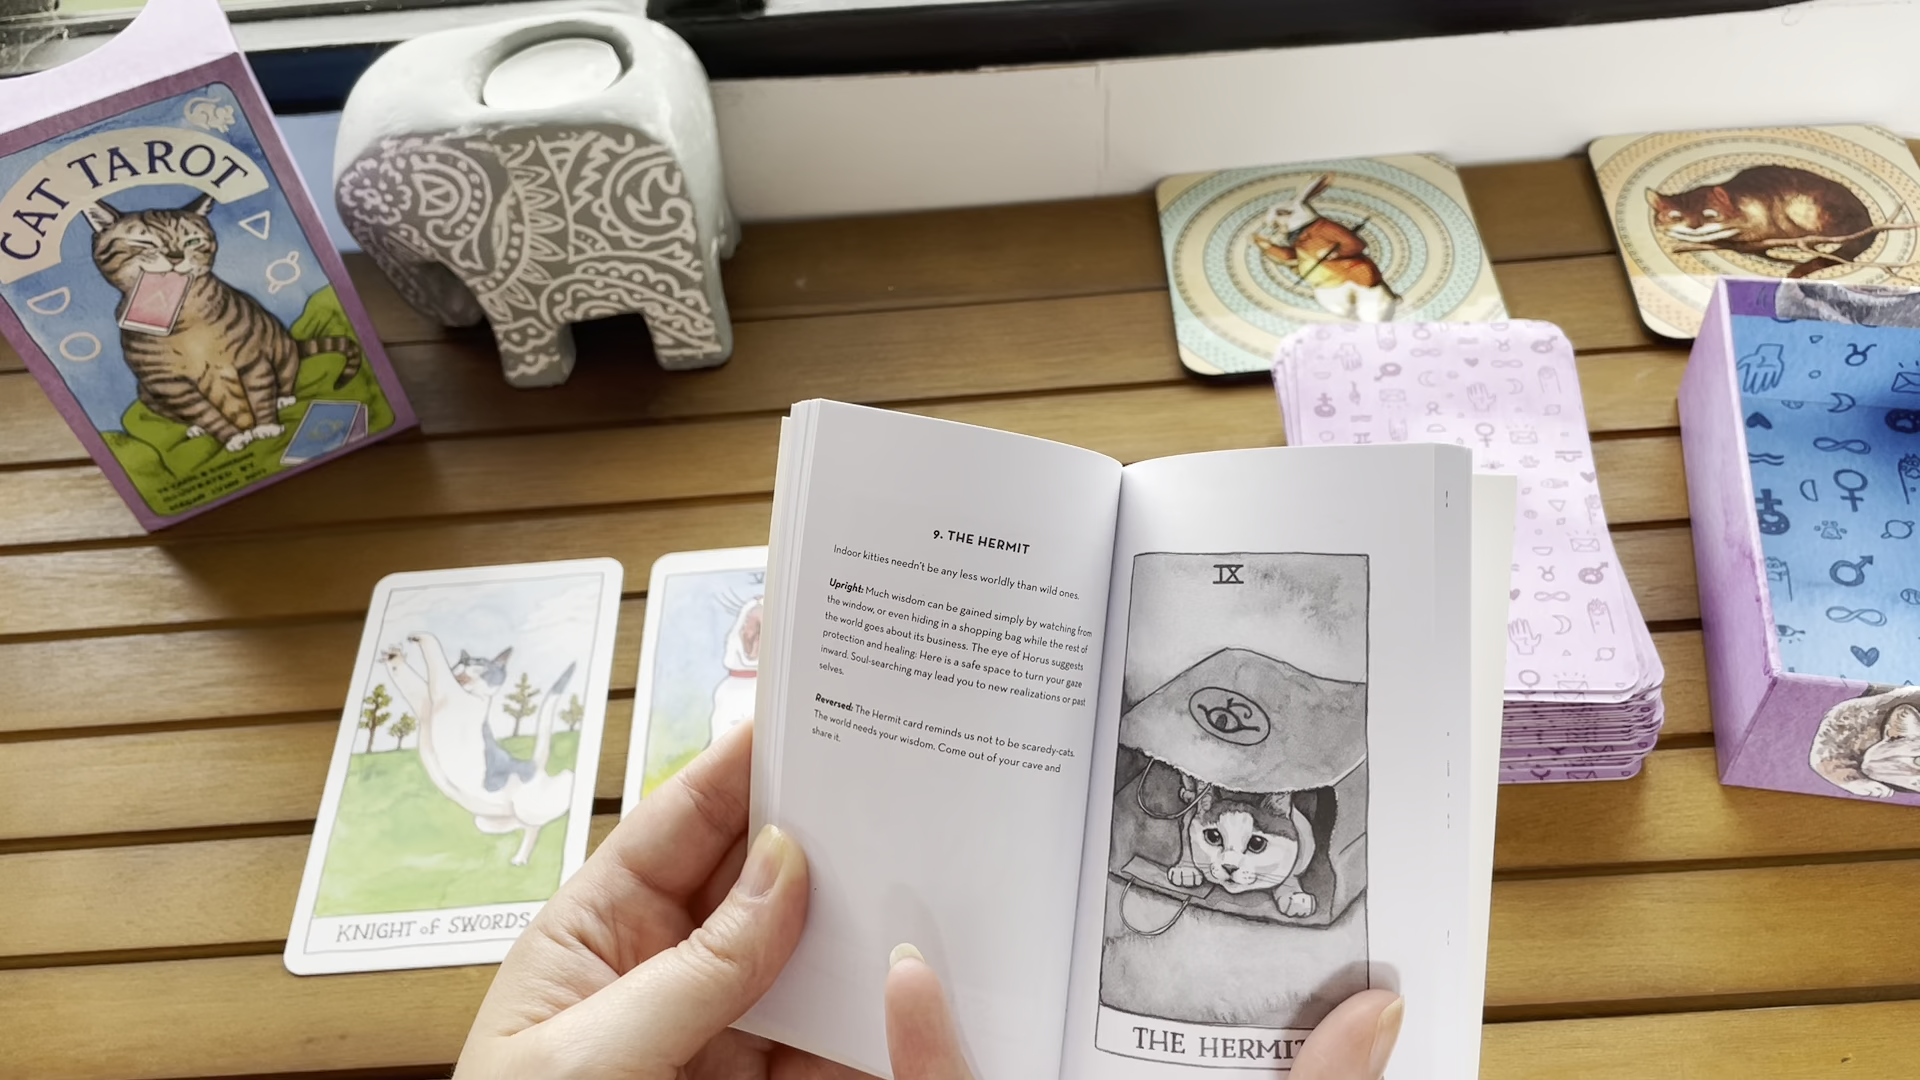 CAT TAROT
ILLUSTRATED BY
9. THE HERMIT
Indoor kitties needn't be any less worldly than wild ones.
Upright: Much wisdom can be gained simply by watching from
the window, or even hiding in a shopping bag while the rest of
the world goes about its business. The eye of Horus suggests
protection and healing: Here is a safe space to turn your gaze
inward. Soul-searching may lead you to new realizations or past
selves.
Reversed: The Hermit card reminds us not to be scaredy-cats.
The world needs your wisdom. Come out of your cave and
share it.
IX
THE HERMIT
KNIGHT of SWORDS